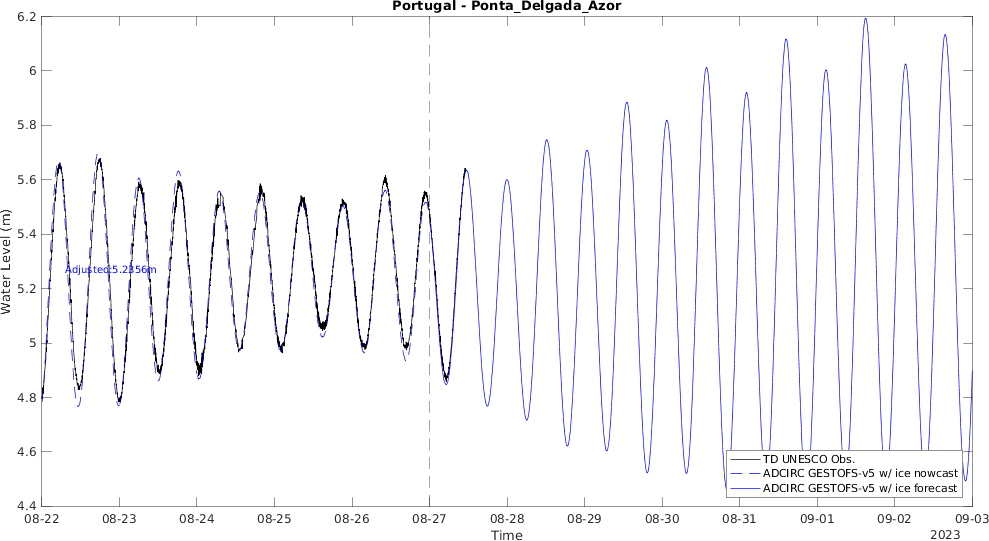 Portugal - Ponta_Delgada_Azor
6.2
6
5.8
5.6
5.4
5.2
5
4.8
4.6
4.4
Water Level (m)
Adjusted:5.2356m
TD UNESCO Obs.
ADCIRC GESTOFS-v5 w/ ice nowcast
ADCIRC GESTOFS-v5 w/ ice forecast
08-22 08-23 08-24 08-25 08-26 08-27 08-28 08-29 08-30 08-31 09-01 09-02 09-03
Time
2023